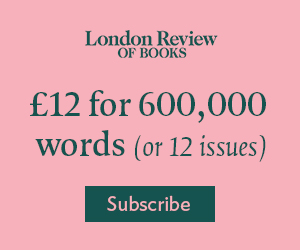 London Review
OF BOOKS
£12 for 600,000
words (or 12 issues)
Subscribe